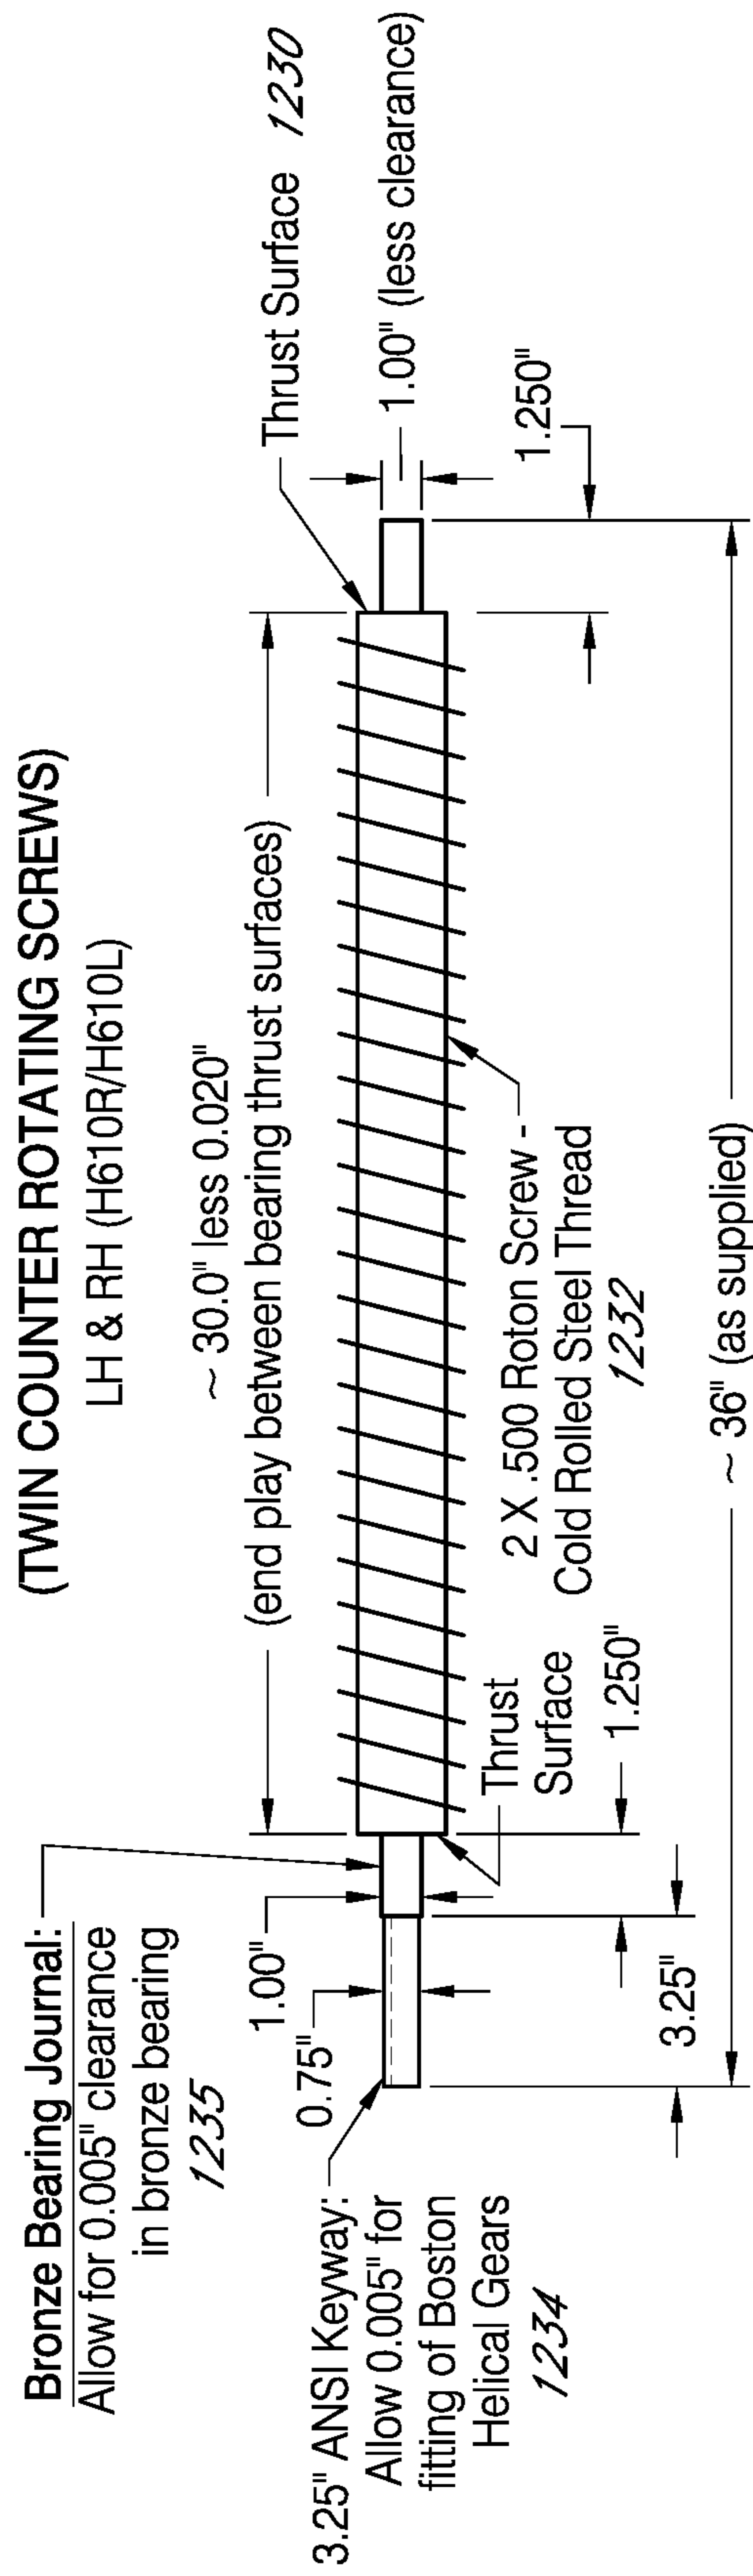 (TWIN COUNTER ROTATING SCREWS)
LH & RH (H610R/H610L)
Bronze Bearing Journal:
Allow for 0.005" clearance
in bronze bearing
1235
~ 30.0" less 0.020"
(end play between bearing thrust surfaces)
Thrust Surface 1230
1.00"
0.75"
1.00" (less clearance)
3.25" ANSI Keyway:
Allow 0.005" for
fitting of Boston
Helical Gears
1234
Thrust
Surface
2 X .500 Roton Screw -
Cold Rolled Steel Thread
1232
1.250"
1.250"
3.25"
~ 36" (as supplied)